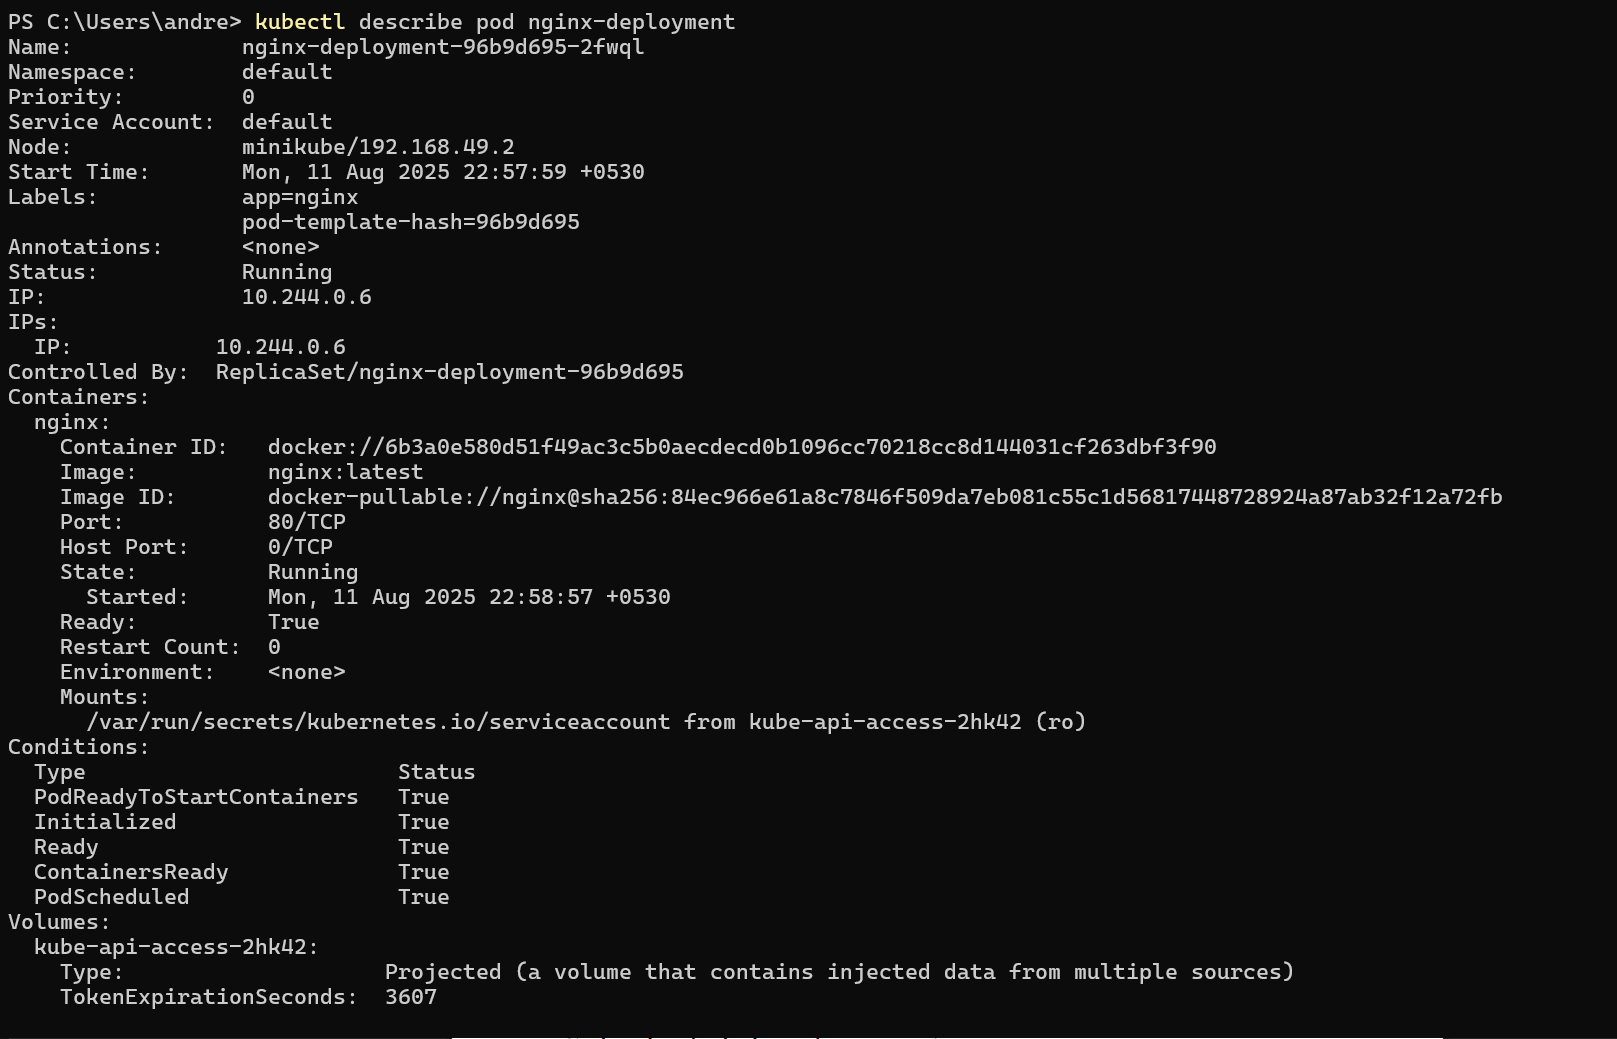 PS C:\Users\andre> kubectl describe pod nginx-deployment
Name:             nginx-deployment-96b9d695-2fwql
Namespace:        default
Priority:         0
Service Account:  default
Node:             minikube/192.168.49.2
Start Time:       Mon, 11 Aug 2025 22:57:59 +0530
Labels:           app=nginx
                  pod-template-hash=96b9d695
Annotations:      <none>
Status:           Running
IP:               10.244.0.6
IPs:
  IP:           10.244.0.6
Controlled By:  ReplicaSet/nginx-deployment-96b9d695
Containers:
  nginx:
    Container ID:   docker://6b3a0e580d51f49ac3c5b0aecdecd0b1096cc70218cc8d144031cf263dbf3f90
    Image:          nginx:latest
    Image ID:       docker-pullable://nginx@sha256:84ec966e61a8c7846f509da7eb081c55c1d56817448728924a87ab32f12a72fb
    Port:           80/TCP
    Host Port:      0/TCP
    State:          Running
      Started:      Mon, 11 Aug 2025 22:58:57 +0530
    Ready:          True
    Restart Count:  0
    Environment:    <none>
    Mounts:
      /var/run/secrets/kubernetes.io/serviceaccount from kube-api-access-2hk42 (ro)
Conditions:
  Type                        Status
  PodReadyToStartContainers   True
  Initialized                 True
  Ready                       True
  ContainersReady             True
  PodScheduled                True
Volumes:
  kube-api-access-2hk42:
    Type:                    Projected (a volume that contains injected data from multiple sources)
    TokenExpirationSeconds:  3607